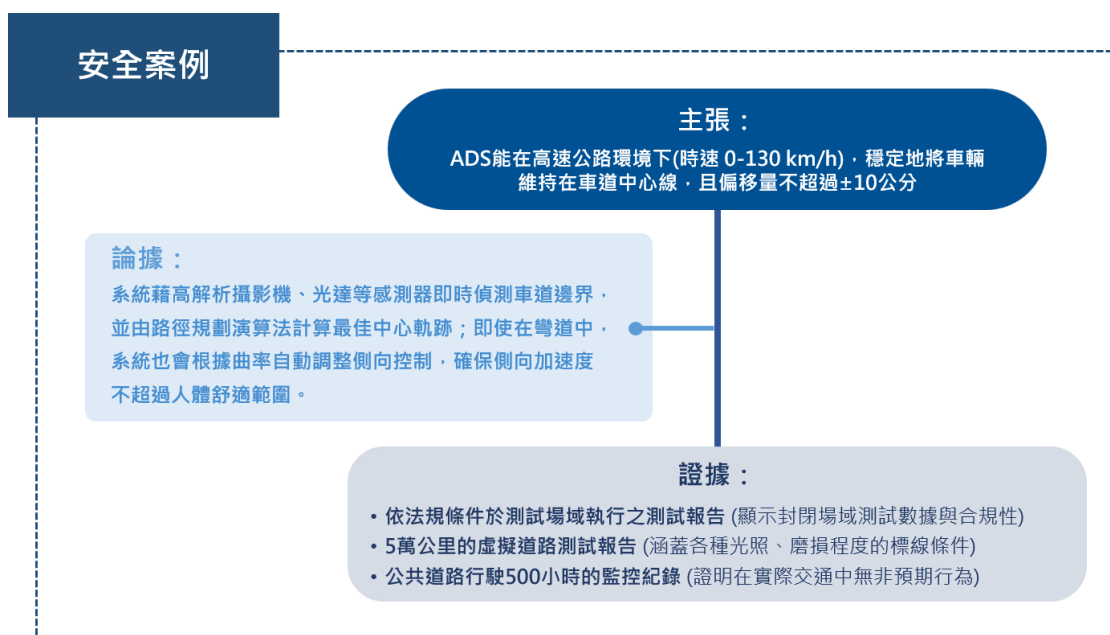 安全案例
主張：
ADS能在高速公路環境下(時速 0-130 km/h)，穩定地將車輛
維持在車道中心線，且偏移量不超過±10公分
論據：
系統藉高解析攝影機、光達等感測器即時偵測車道邊界，
並由路徑規劃演算法計算最佳中心軌跡；即使在彎道中，
系統也會根據曲率自動調整側向控制，確保側向加速度
不超過人體舒適範圍。
證據：
• 依法規條件於測試場域執行之測試報告 (顯示封閉場域測試數據與合規性)
• 5萬公里的虛擬道路測試報告 (涵蓋各種光照、磨損程度的標線條件)
• 公共道路行駛500小時的監控紀錄 (證明在實際交通中無非預期行為)